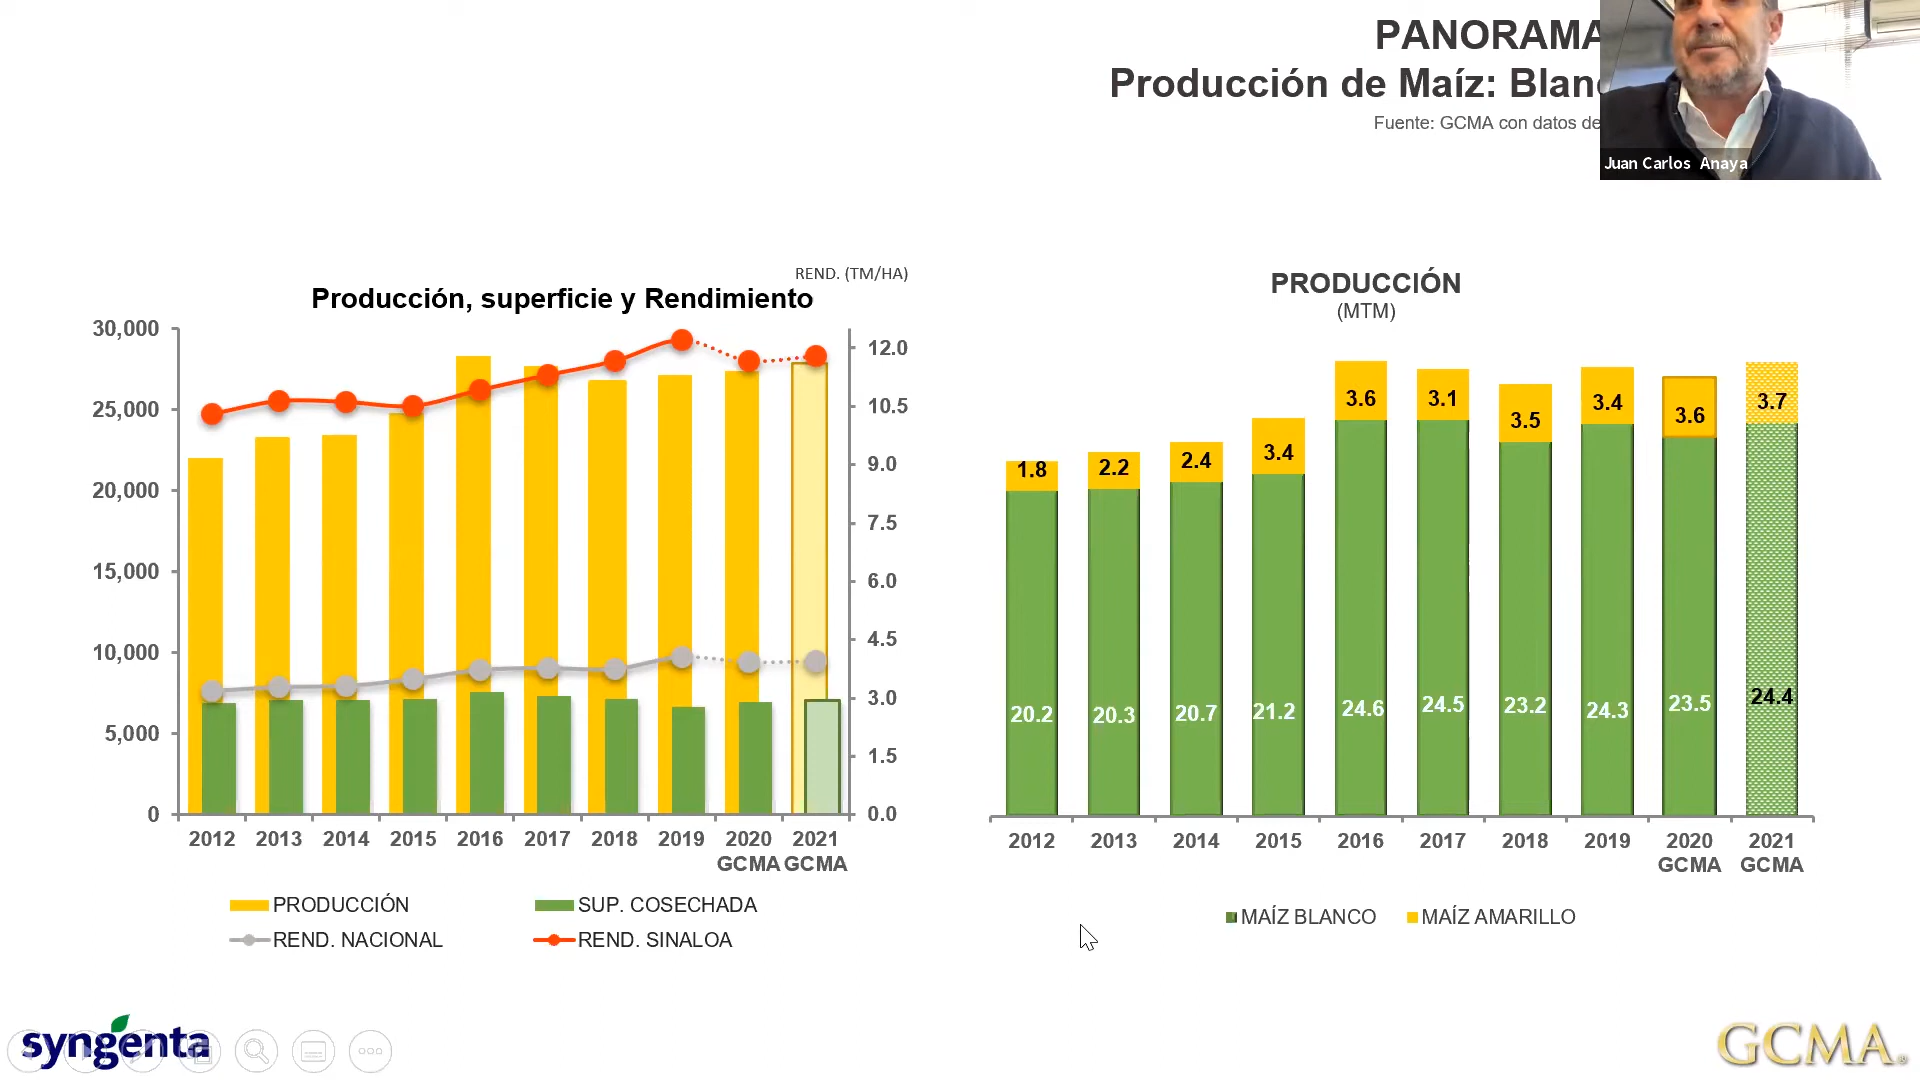 PANORAMA
Producción de Maíz:
Fuente: GCMA con datos de
Juan Carlos Anaya
REND. (TM/HA)
Producción, superficie y Rendimiento
30,000
25,000
20,000
15,000
10,000
5,000
0
12.0
10.5
9.0
7.5
6.0
4.5
3.0
1.5
0.0
2012 2013 2014 2015 2016 2017 2018 2019 2020 2021
GCMA GCMA
PRODUCCIÓN SUP. COSECHADA
REND. NACIONAL REND. SINALOA
PRODUCCIÓN
(MTM)
1.8 2.2 2.4 3.4 3.6 3.1 3.5 3.4 3.6 3.7
20.2 20.3 20.7 21.2 24.6 24.5 23.2 24.3 23.5 24.4
2012 2013 2014 2015 2016 2017 2018 2019 2020 2021
GCMA GCMA
MAÍZ BLANCO MAÍZ AMARILLO
syngenta
GCMA